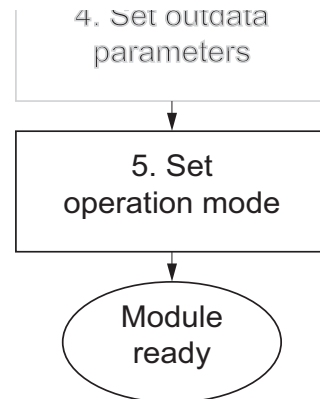 4. Set outdata
parameters
5. Set
operation mode
Module
ready